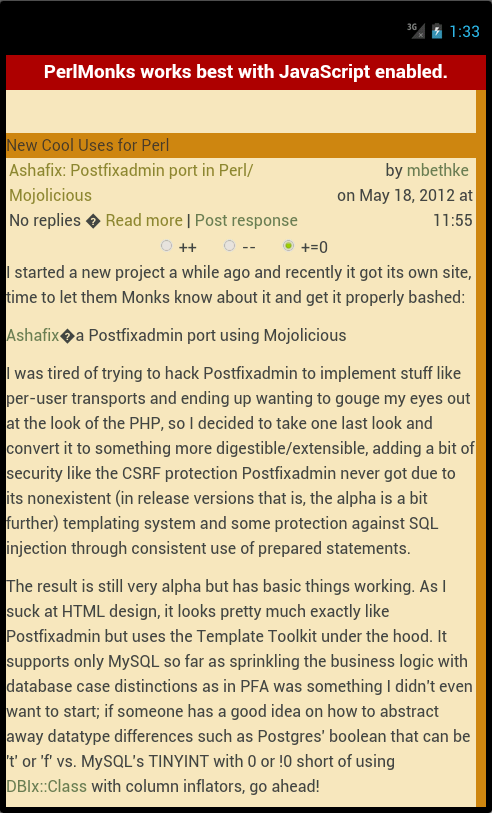 3G 1:33
PerlMonks works best with JavaScript enabled.
New Cool Uses for Perl
Ashafix: Postfixadmin port in Perl/ by mbethke
Mojolicious on May 18, 2012 at
No replies � Read more | Post response 11:55
++ -- +=0
I started a new project a while ago and recently it got its own site,
time to let them Monks know about it and get it properly bashed:
Ashafix�a Postfixadmin port using Mojolicious
I was tired of trying to hack Postfixadmin to implement stuff like
per-user transports and ending up wanting to gouge my eyes out
at the look of the PHP, so I decided to take one last look and
convert it to something more digestible/extensible, adding a bit of
security like the CSRF protection Postfixadmin never got due to
its nonexistent (in release versions that is, the alpha is a bit
further) templating system and some protection against SQL
injection through consistent use of prepared statements.
The result is still very alpha but has basic things working. As I
suck at HTML design, it looks pretty much exactly like
Postfixadmin but uses the Template Toolkit under the hood. It
supports only MySQL so far as sprinkling the business logic with
database case distinctions as in PFA was something I didn't even
want to start; if someone has a good idea on how to abstract
away datatype differences such as Postgres' boolean that can be
't' or 'f' vs. MySQL's TINYINT with 0 or !0 short of using
DBIx::Class with column inflators, go ahead!